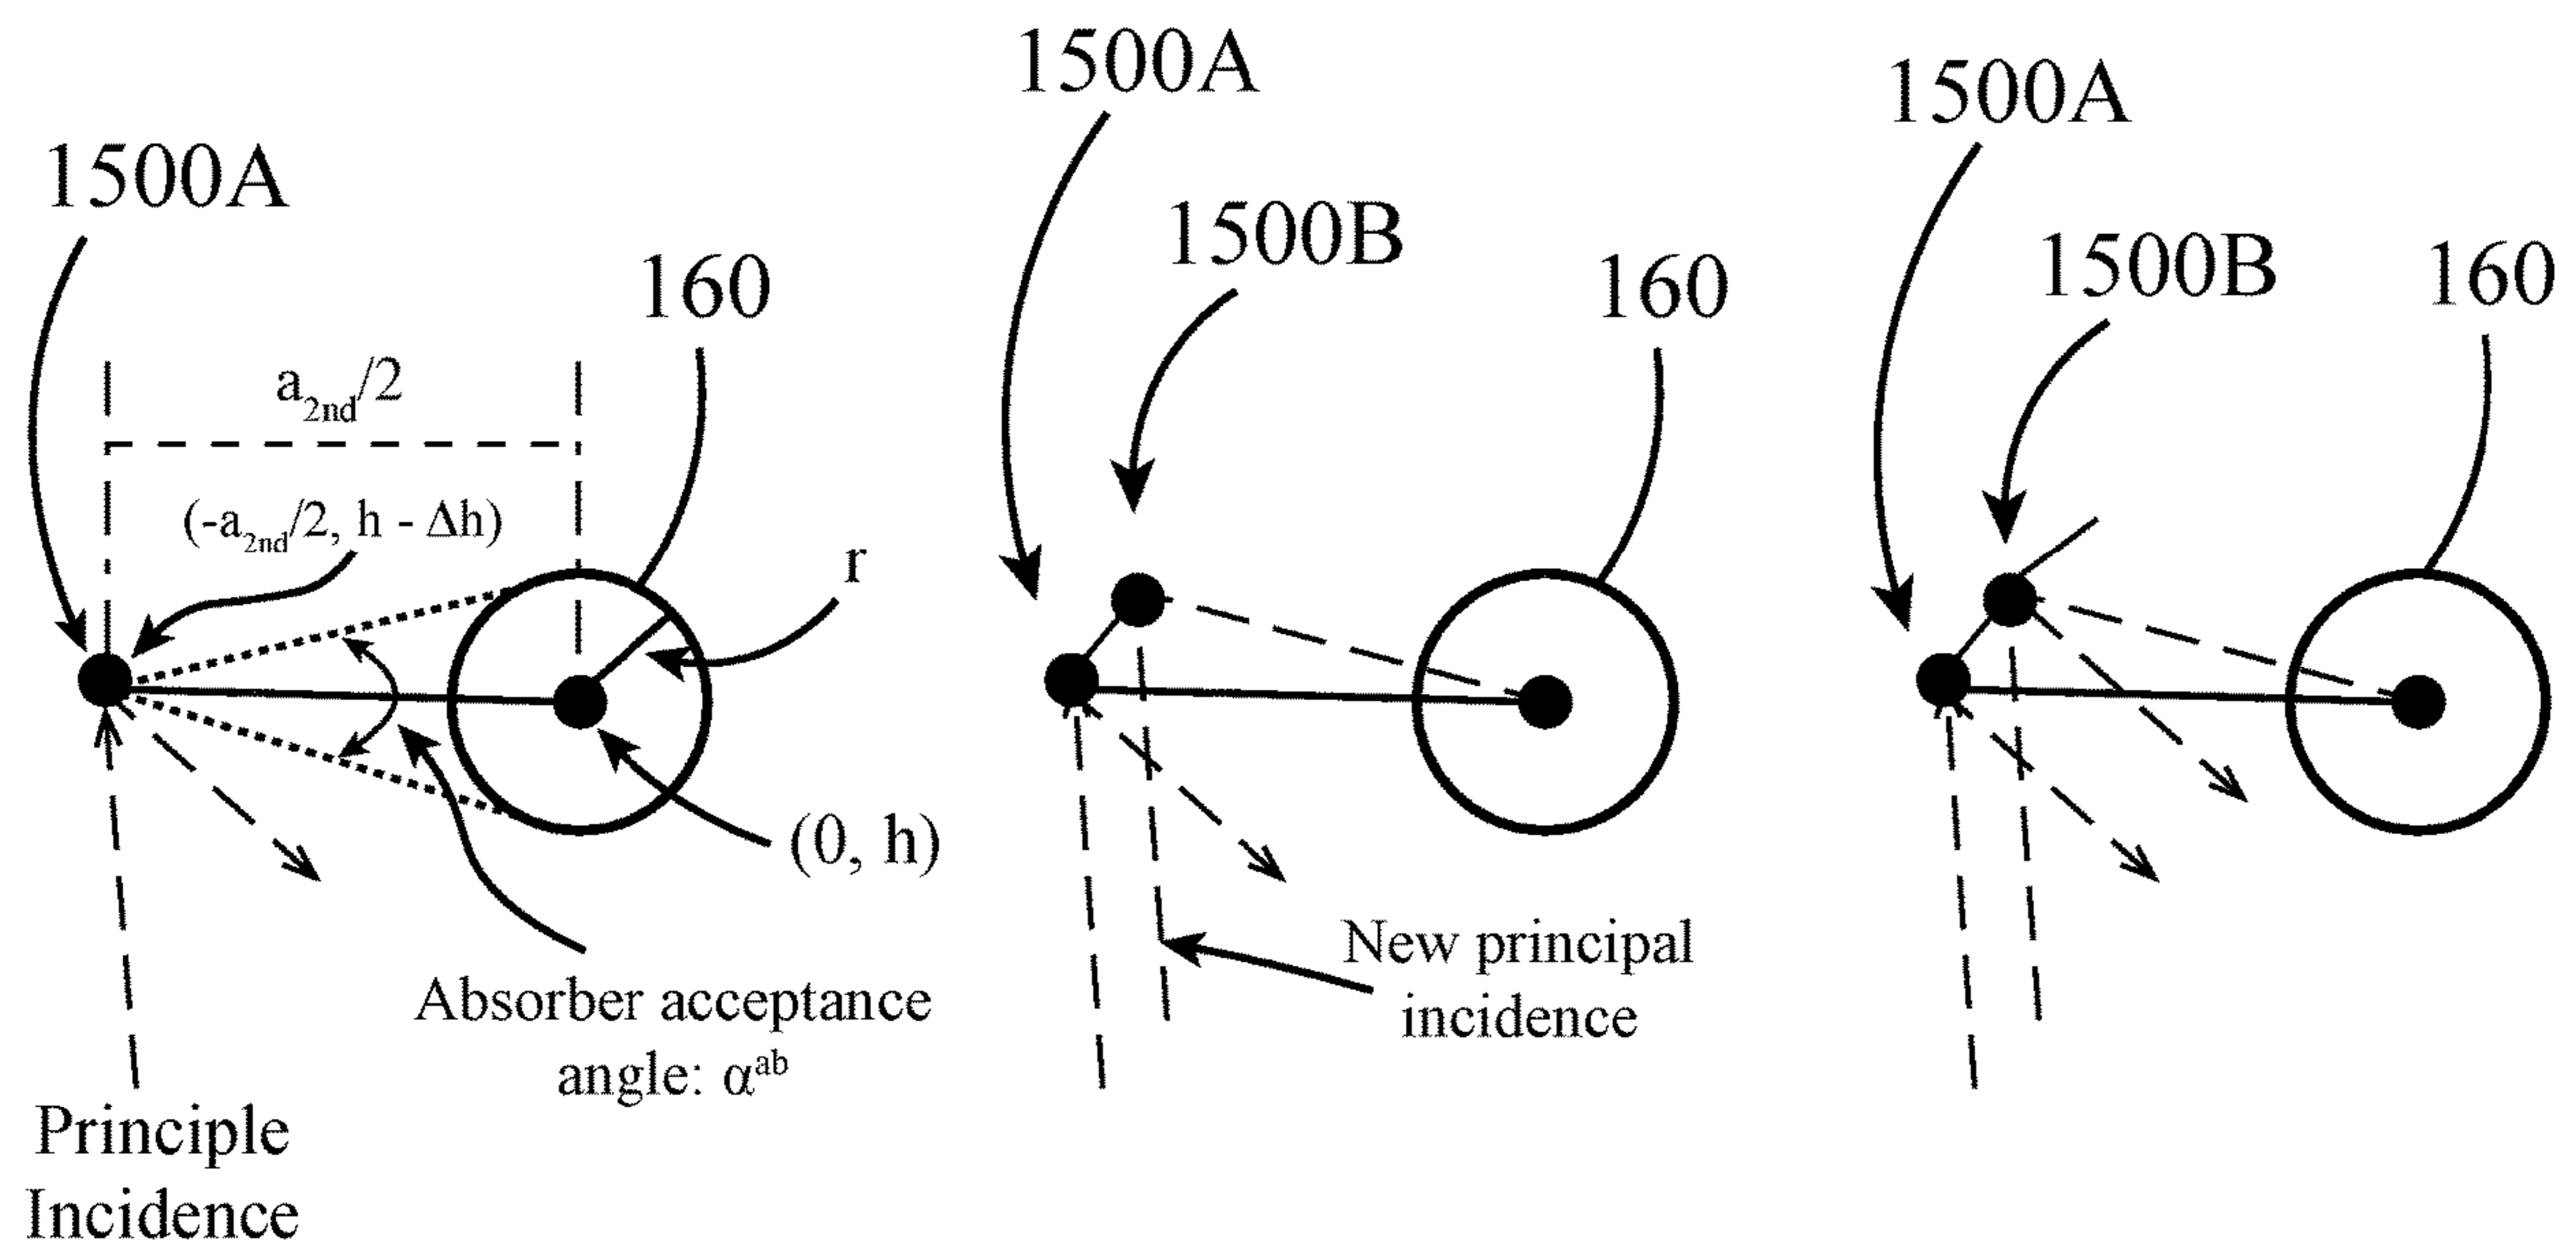 1500A
160
a2nd/2
(-a2nd/2, h - Δh)
r
(0, h)
Absorber acceptance
angle: α^ab
Principle
Incidence
1500A
1500B
160
New principal
incidence
1500A
1500B
160